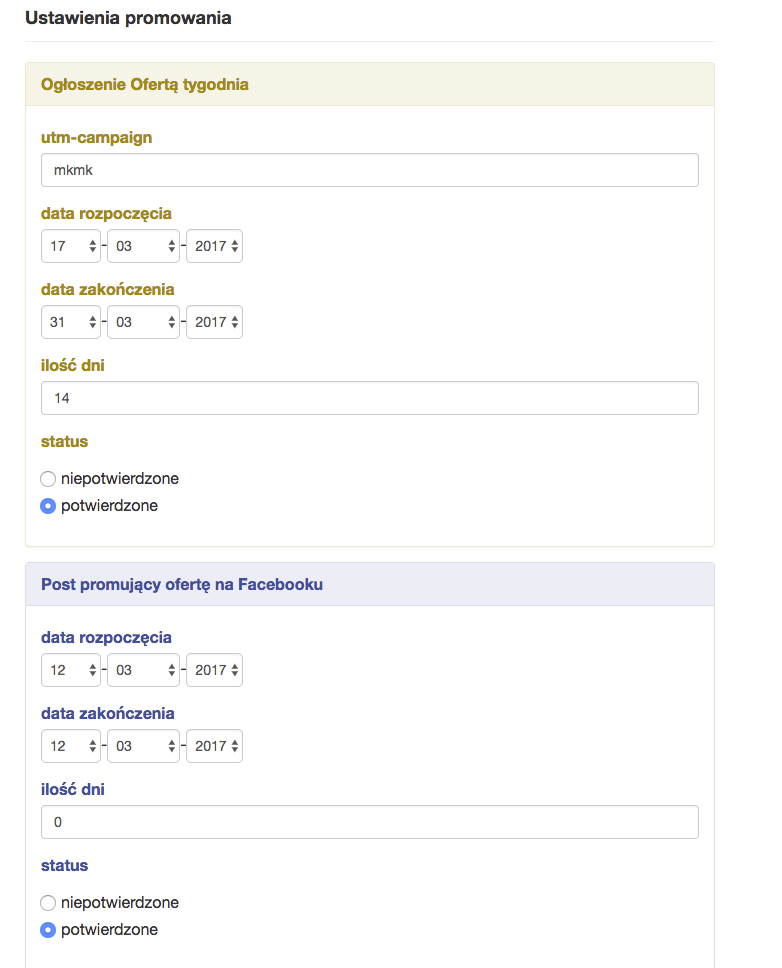 Ustawienia promowania
Ogłoszenie Ofertą tygodnia
utm-campaign
mkmk
data rozpoczęcia
17 - 03 - 2017
data zakończenia
31 - 03 - 2017
ilość dni
14
status
niepotwierdzone
potwierdzone
Post promujący ofertę na Facebooku
data rozpoczęcia
12 - 03 - 2017
data zakończenia
12 - 03 - 2017
ilość dni
0
status
niepotwierdzone
potwierdzone